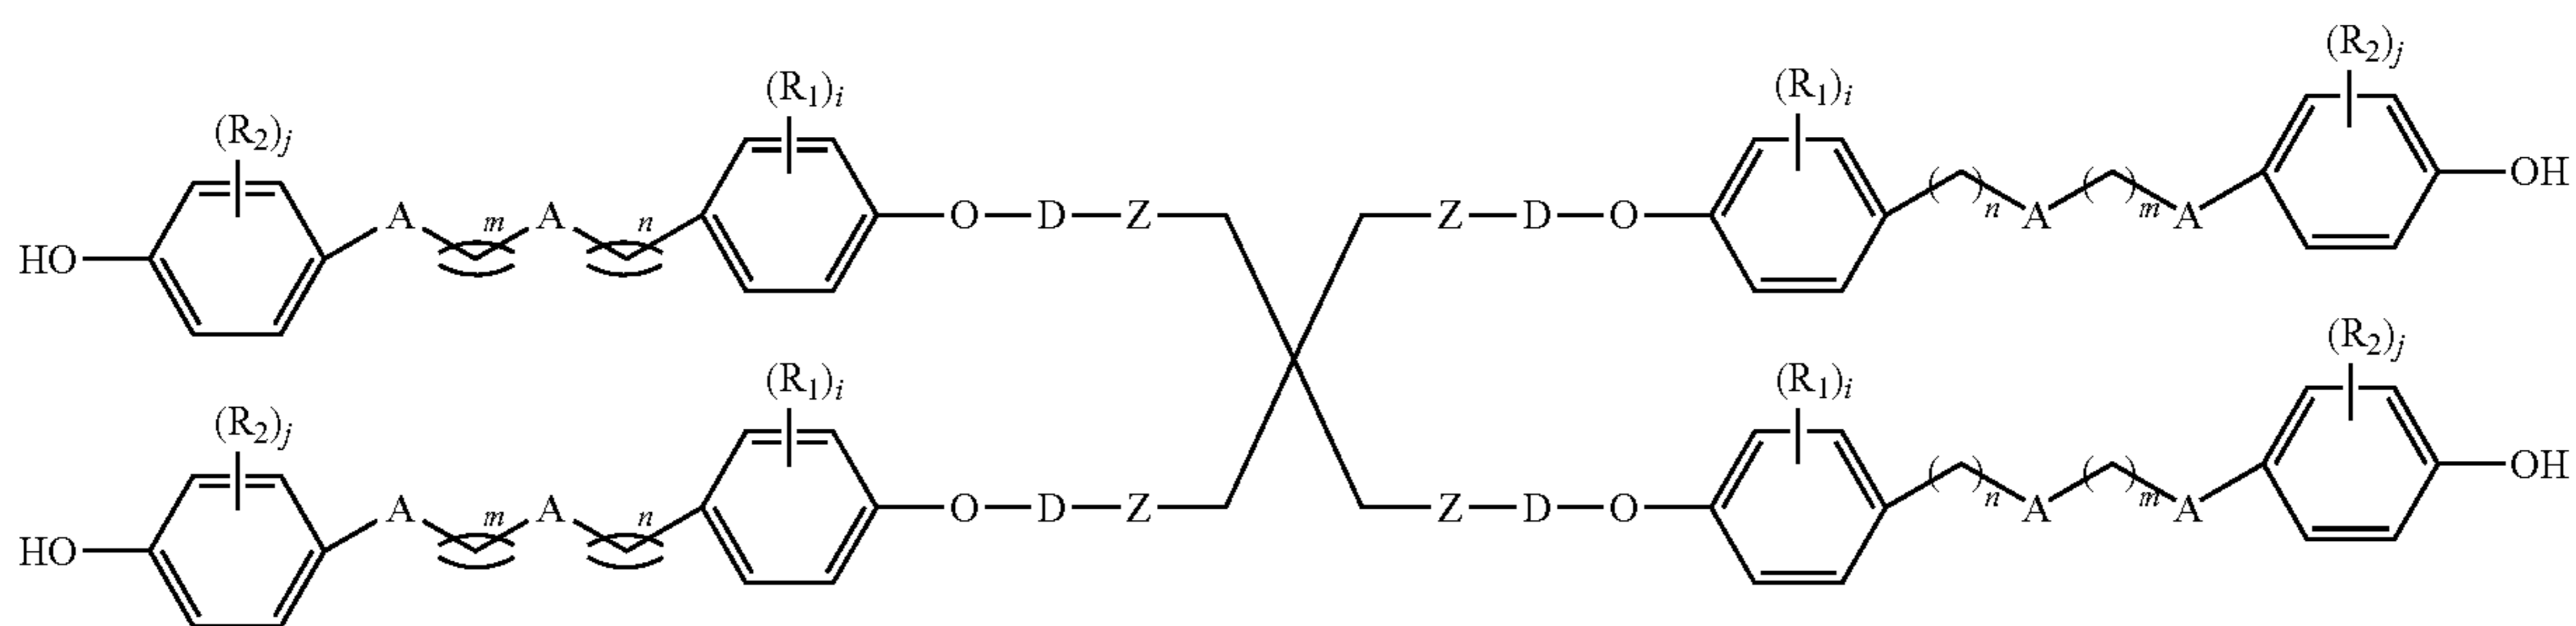 (R₂)ⱼ
(R₁)ᵢ (R₁)ᵢ
(R₂)ⱼ
HO A m A n O—D—Z Z—D—O ( )n A ( )m A OH
(R₂)ⱼ
(R₁)ᵢ (R₁)ᵢ
(R₂)ⱼ
HO A m A n O—D—Z Z—D—O ( )n A ( )m A OH